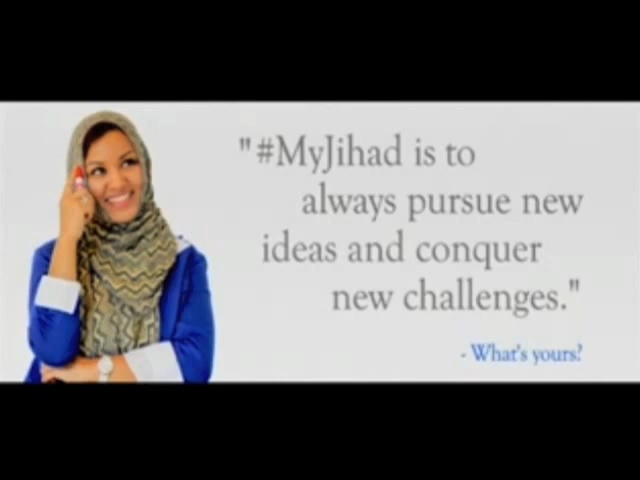 "#MyJihad is to
always pursue new
ideas and conquer
new challenges."
- What's yours?